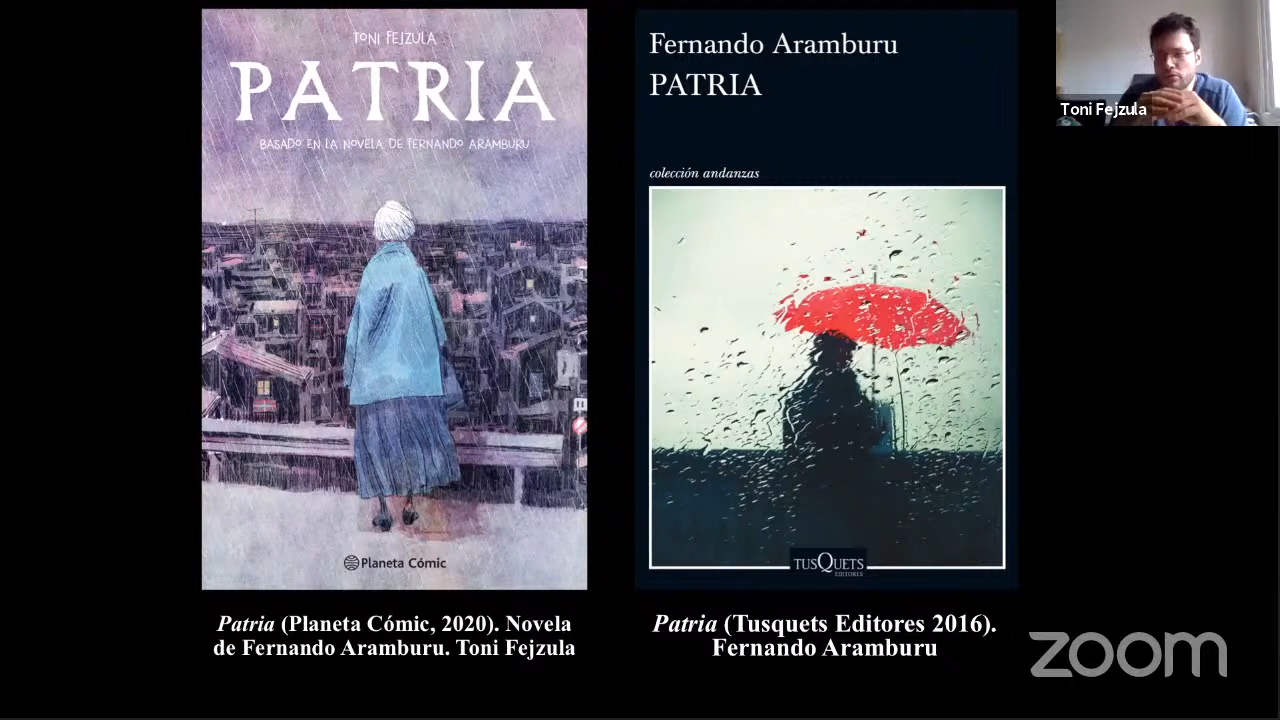 TONI FEJZULA
PATRIA
BASADO EN LA NOVELA DE FERNANDO ARAMBURU
Planeta Cómic
Patria (Planeta Cómic, 2020). Novela
de Fernando Aramburu. Toni Fejzula
Fernando Aramburu
PATRIA
colección andanzas
TUSQUETS
EDITORES
Patria (Tusquets Editores 2016).
Fernando Aramburu
Toni Fejzula
zoom